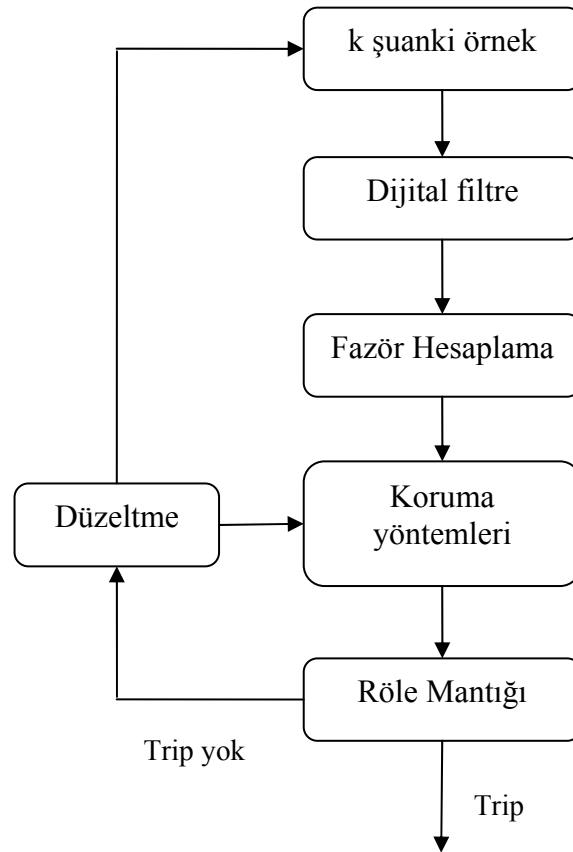 k şuanki örnek
Dijital filtre
Fazör Hesaplama
Koruma
yöntemleri
Düzeltme
Röle Mantığı
Trip yok
Trip